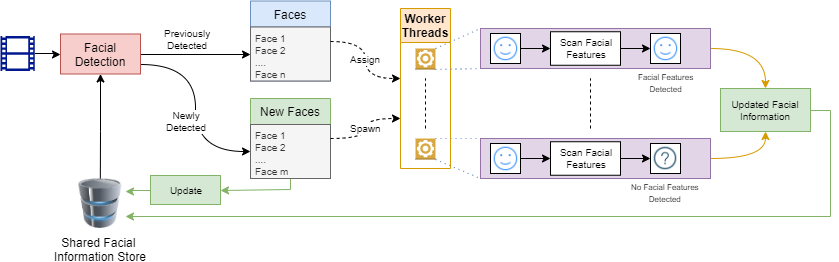 Faces
Face 1
Face 2
....
Face n
Previously
Detected
Facial
Detection
Newly
Detected
New Faces
Face 1
Face 2
....
Face m
Update
Shared Facial
Information Store
Assign
Spawn
Worker
Threads
Scan Facial
Features
Facial Features
Detected
Scan Facial
Features
No Facial Features
Detected
Updated Facial
Information